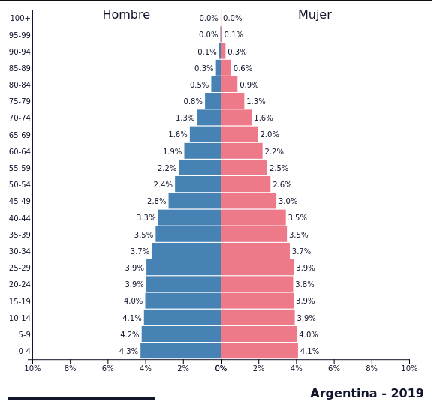 Hombre Mujer
100+ 0.0% 0.0%
95-99 0.0% 0.1%
90-94 0.1% 0.3%
85-89 0.3% 0.6%
80-84 0.5% 0.9%
75-79 0.8% 1.3%
70-74 1.3% 1.6%
65-69 1.6% 2.0%
60-64 1.9% 2.2%
55-59 2.2% 2.5%
50-54 2.4% 2.6%
45-49 2.8% 3.0%
40-44 3.3% 3.5%
35-39 3.5% 3.5%
30-34 3.7% 3.7%
25-29 3.9% 3.9%
20-24 3.9% 3.8%
15-19 4.0% 3.9%
10-14 4.1% 3.9%
5-9 4.2% 4.0%
0-4 4.3% 4.1%
10% 8% 6% 4% 2% 0% 2% 4% 6% 8% 10%
Argentina - 2019